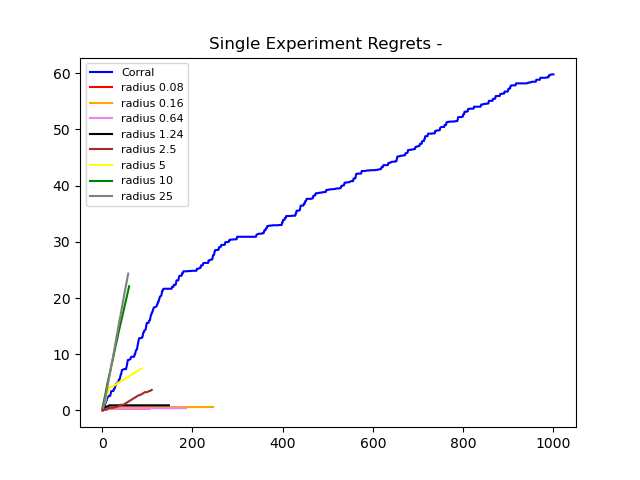 Single Experiment Regrets -
60
50
40
30
20
10
0
Corral
radius 0.08
radius 0.16
radius 0.64
radius 1.24
radius 2.5
radius 5
radius 10
radius 25
0 200 400 600 800 1000